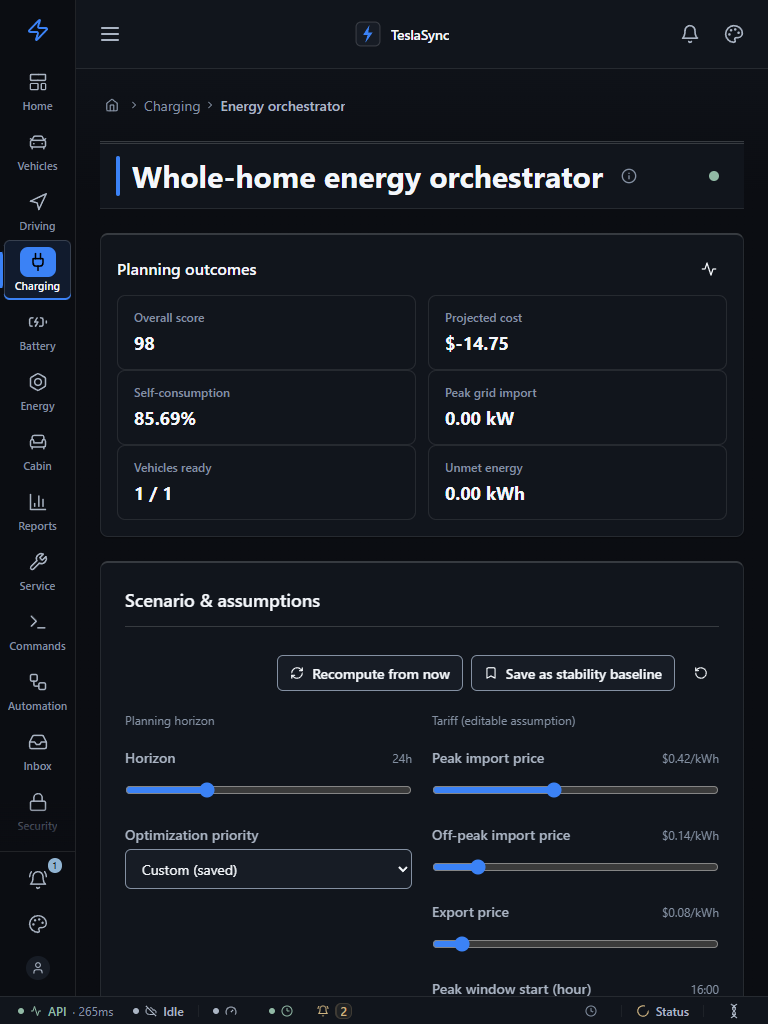 TeslaSync
Home
Vehicles
Driving
Charging
Battery
Energy
Cabin
Reports
Service
Commands
Automation
Inbox
Security
1
Charging
Energy orchestrator
Whole-home energy orchestrator
Planning outcomes
Overall score
98
Projected cost
$-14.75
Self-consumption
85.69%
Peak grid import
0.00 kW
Vehicles ready
1 / 1
Unmet energy
0.00 kWh
Scenario & assumptions
Recompute from now
Save as stability baseline
Planning horizon
Horizon 24h
Optimization priority
Custom (saved)
Tariff (editable assumption)
Peak import price $0.42/kWh
Off-peak import price $0.14/kWh
Export price $0.08/kWh
Peak window start (hour) 16:00
API · 265ms Idle 2 Status